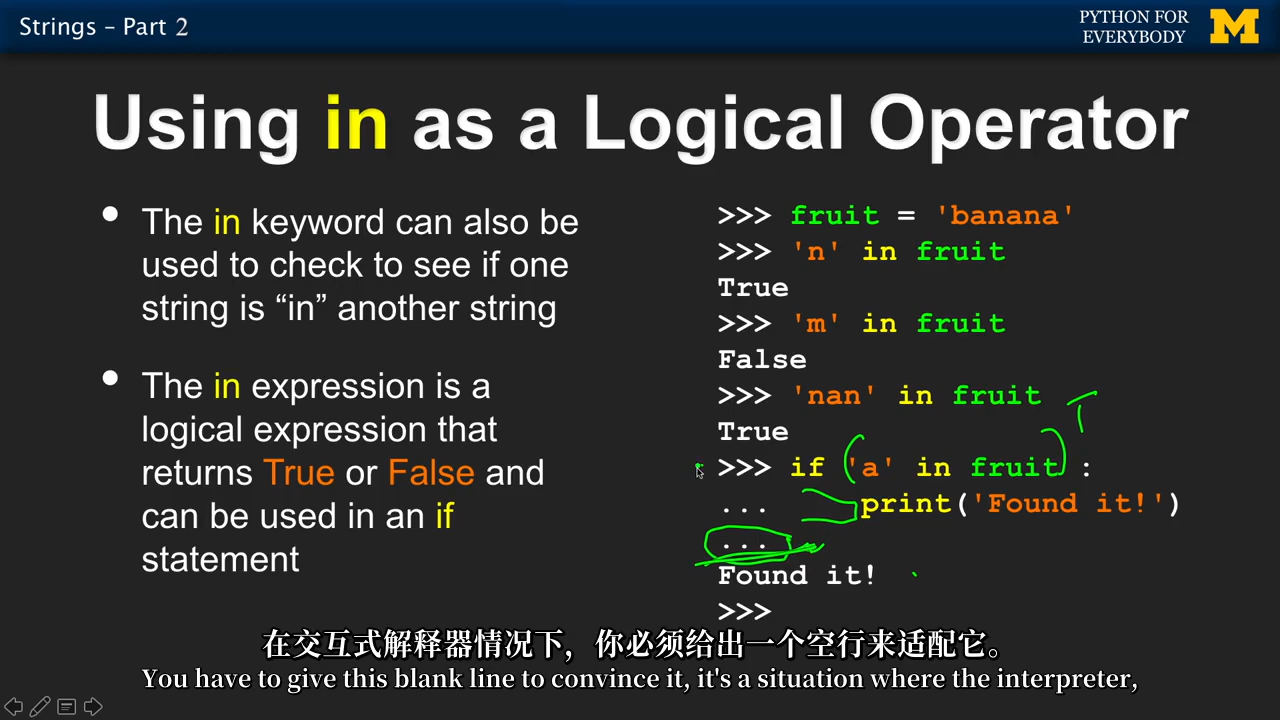 Strings – Part 2
PYTHON FOR
EVERYBODY
M
Using in as a Logical Operator
• The in keyword can also be
used to check to see if one
string is “in” another string
• The in expression is a
logical expression that
returns True or False and
can be used in an if
statement
>>> fruit = 'banana'
>>> 'n' in fruit
True
>>> 'm' in fruit
False
>>> 'nan' in fruit
True
T
>>> if 'a' in fruit :
... print('Found it!')
...
Found it!
>>>
在交互式解释器情况下，你必须给出一个空行来适配它。
You have to give this blank line to convince it, it's a situation where the interpreter,